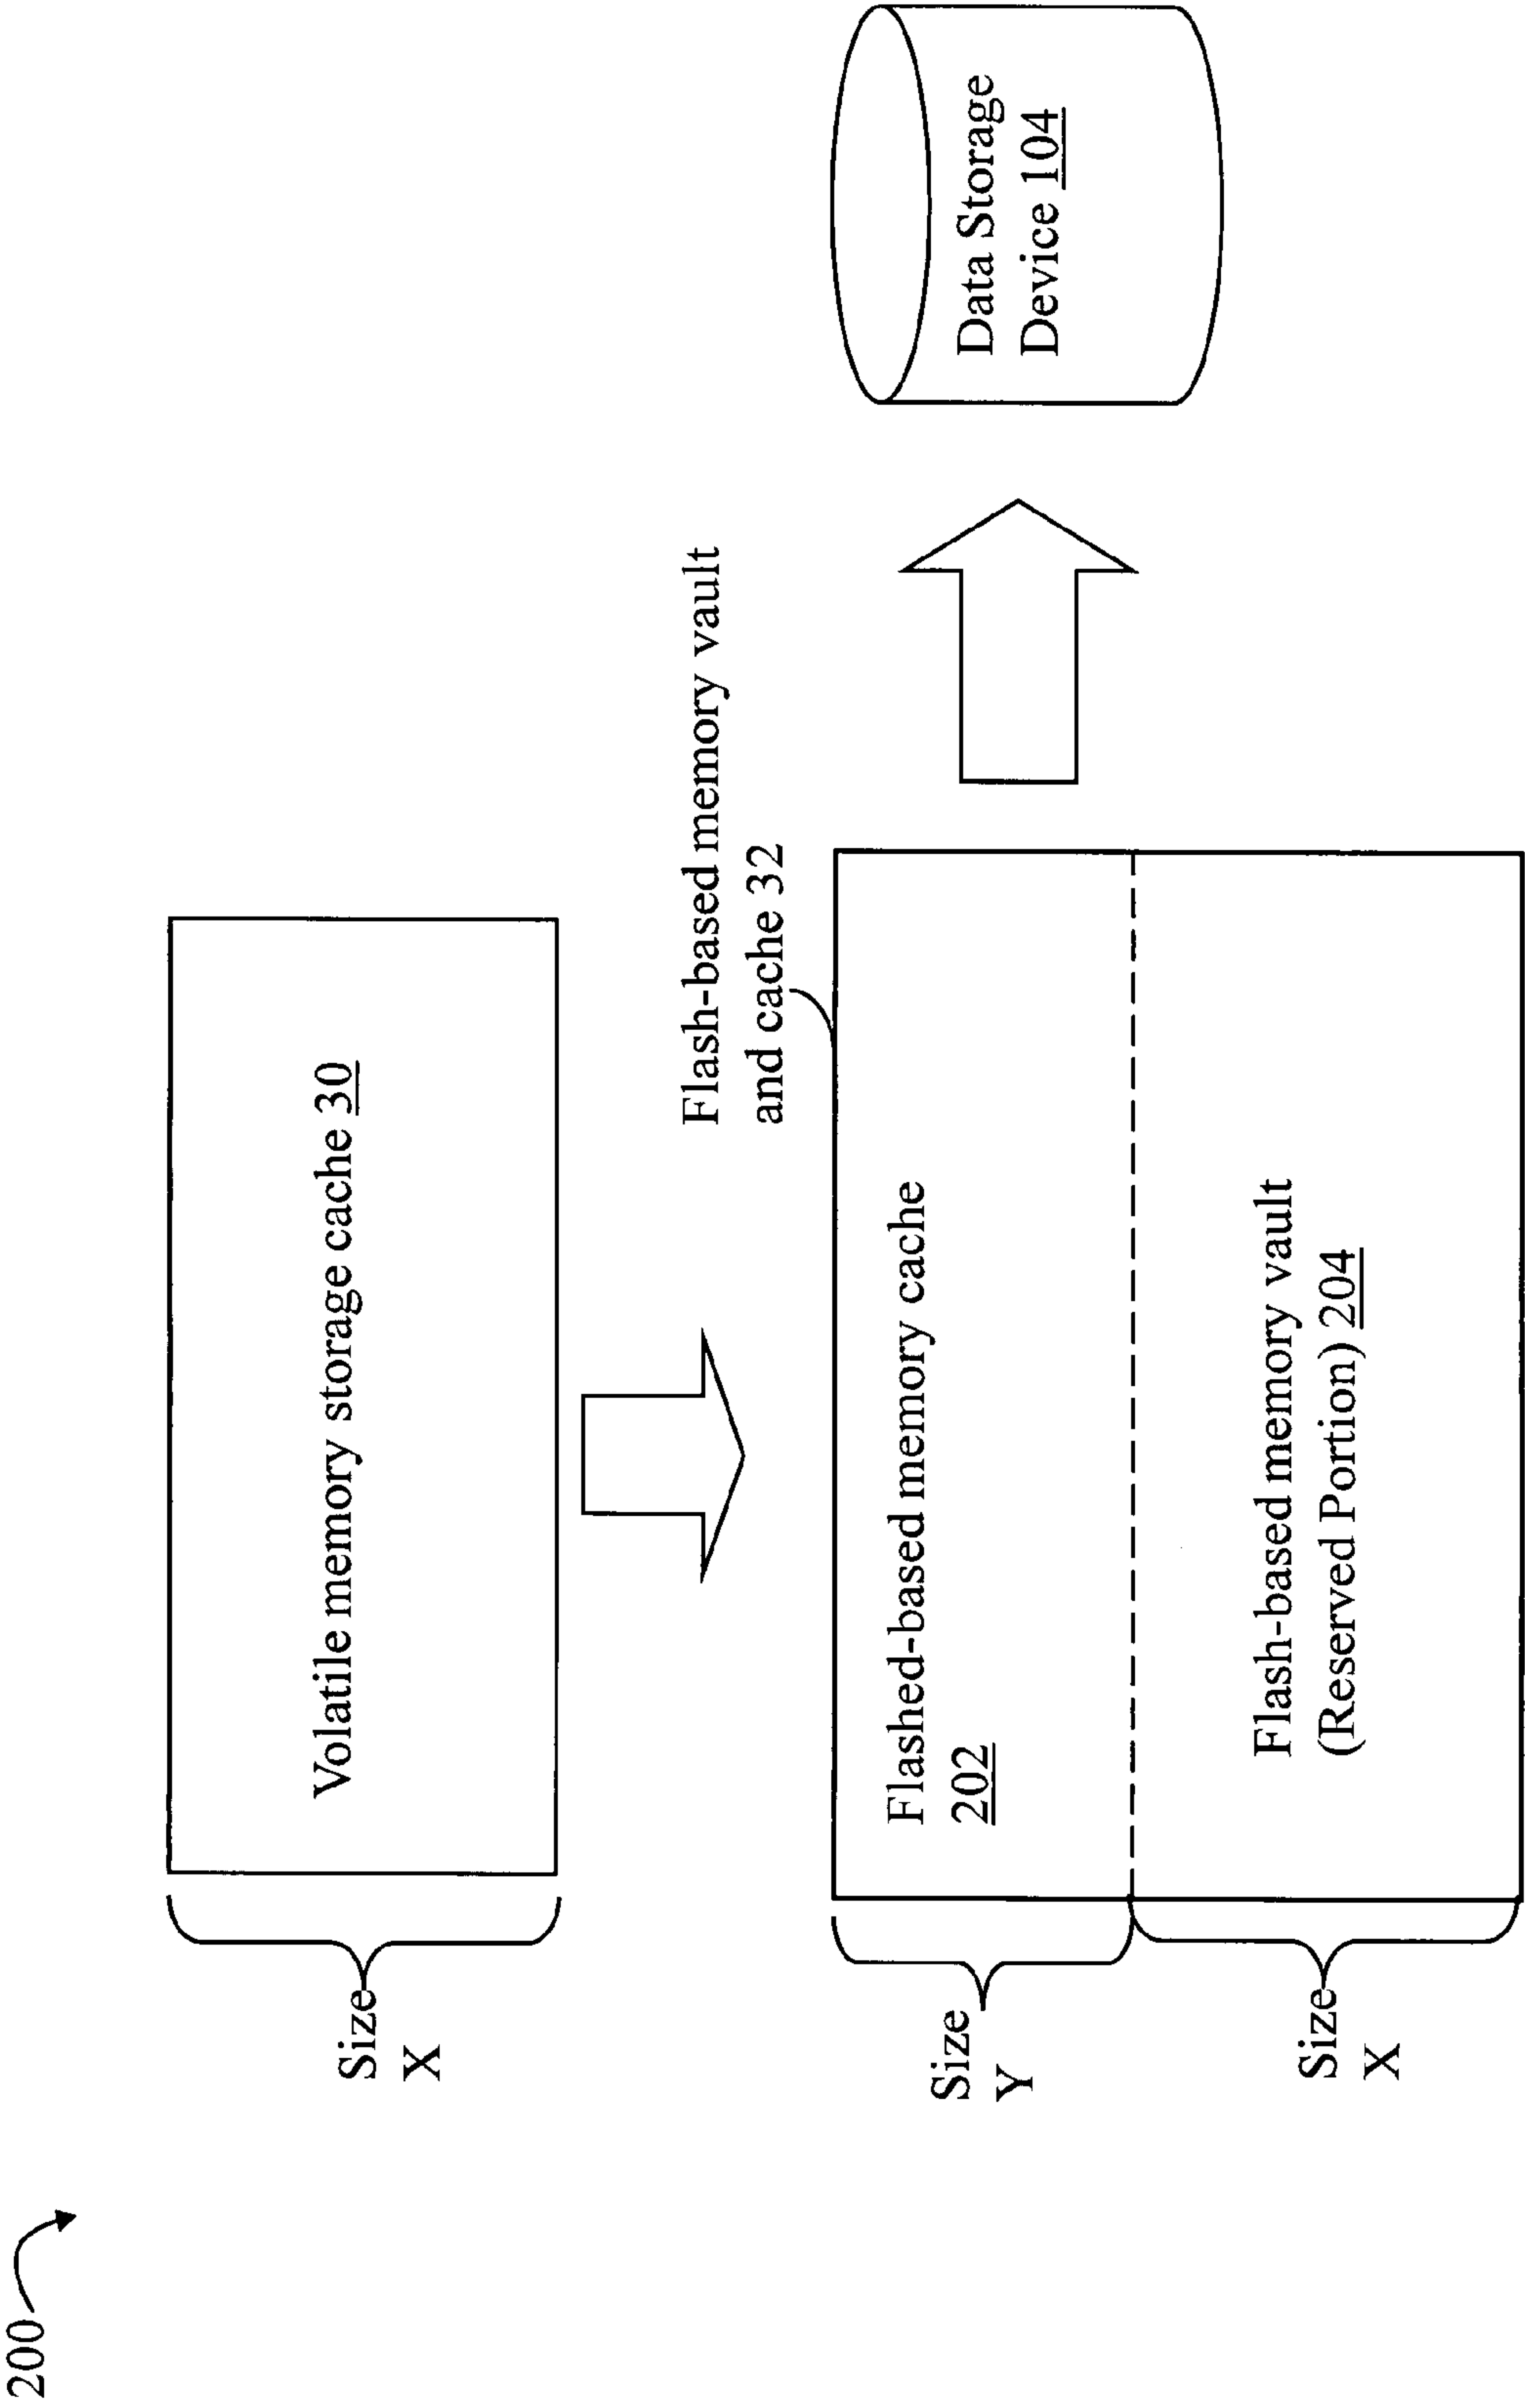 200
Size
X
Volatile memory storage cache 30
Flash-based memory vault
and cache 32
Size
Y
Flashed-based memory cache
202
Size
X
Flash-based memory vault
(Reserved Portion) 204
Data Storage
Device 104